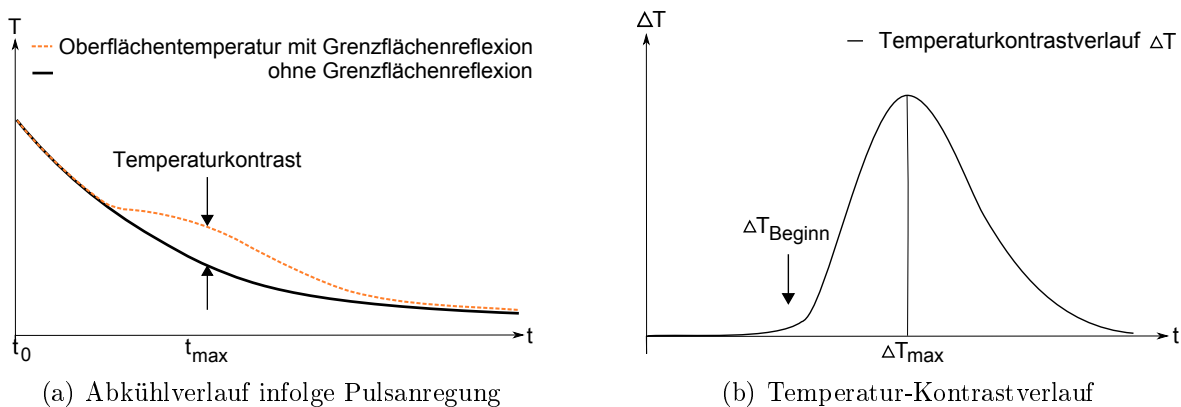 T
Oberflächentemperatur mit Grenzflächenreflexion
ohne Grenzflächenreflexion
Temperaturkontrast
t0
tmax
t
(a) Abkühlverlauf infolge Pulsanregung
ΔT
Temperaturkontrastverlauf ΔT
ΔTBeginn
ΔTmax
t
(b) Temperatur-Kontrastverlauf